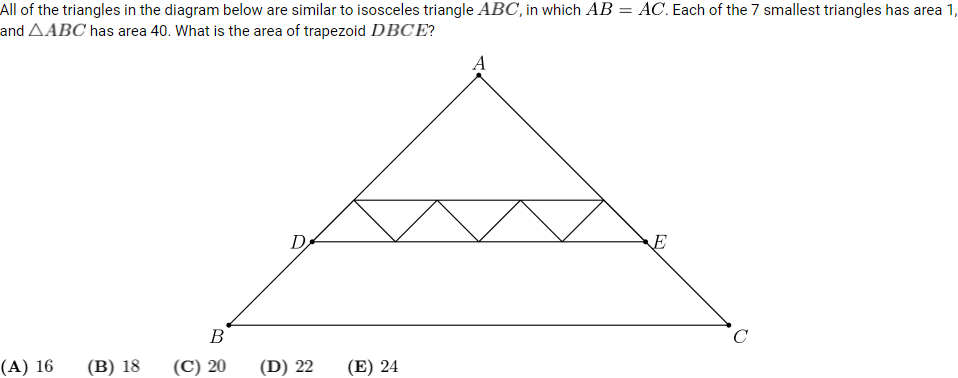 All of the triangles in the diagram below are similar to isosceles triangle ABC, in which AB = AC. Each of the 7 smallest triangles has area 1,
and △ABC has area 40. What is the area of trapezoid DBCE?
A
D
E
B
C
(A) 16 (B) 18 (C) 20 (D) 22 (E) 24